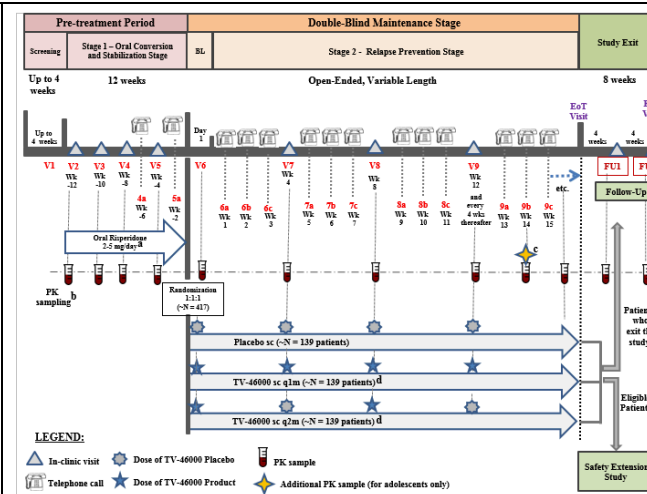 Pre-treatment Period
Double-Blind Maintenance Stage
Study Exit
Screening
Stage 1 – Oral Conversion
and Stabilization Stage
BL
Stage 2 - Relapse Prevention Stage
Up to 4
weeks
12 weeks
Open-Ended, Variable Length
8 weeks
EoT
Visit
Up to
4 weeks
Day
1
4
weeks
4
weeks
V1
V2
Wk
-12
V3
Wk
-10
V4
Wk
-8
4a
Wk
-6
V5
Wk
-4
5a
Wk
-2
V6
6a
Wk
1
6b
Wk
2
6c
Wk
3
V7
Wk
4
7a
Wk
5
7b
Wk
6
7c
Wk
7
V8
Wk
8
8a
Wk
9
8b
Wk
10
8c
Wk
11
V9
Wk
12
and
every
4 wks
thereafter
9a
Wk
13
9b
Wk
14
9c
Wk
15
etc.
FU1
FU
Follow-Up
Oral Risperidone
2-5 mg/day a
c
PK
sampling b
Randomization
1:1:1
(~N = 417)
Placebo sc (~N = 139 patients)
TV-46000 sc q1m (~N = 139 patients) d
TV-46000 sc q2m (~N = 139 patients) d
Patien
who
exit th
study
Eligible
Patient
Safety Extension
Study
LEGEND:
In-clinic visit
Dose of TV-46000 Placebo
PK sample
Telephone call
Dose of TV-46000 Product
Additional PK sample (for adolescents only)